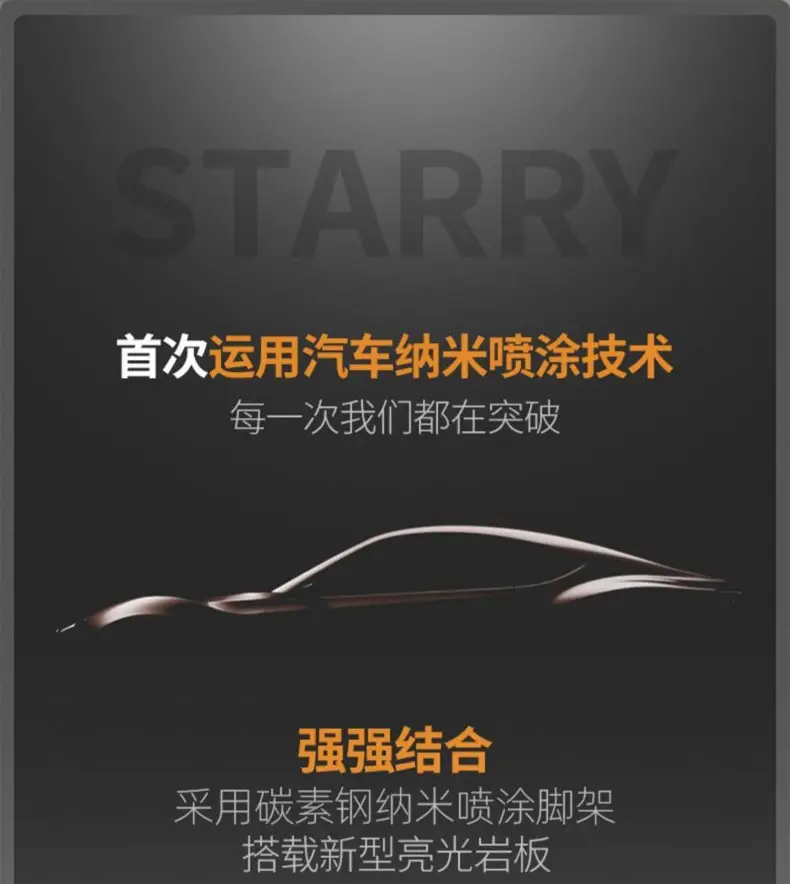 STARRY
首次运用汽车纳米喷涂技术
每一次我们都在突破
强强结合
采用碳素钢纳米喷涂脚架
搭载新型亮光岩板